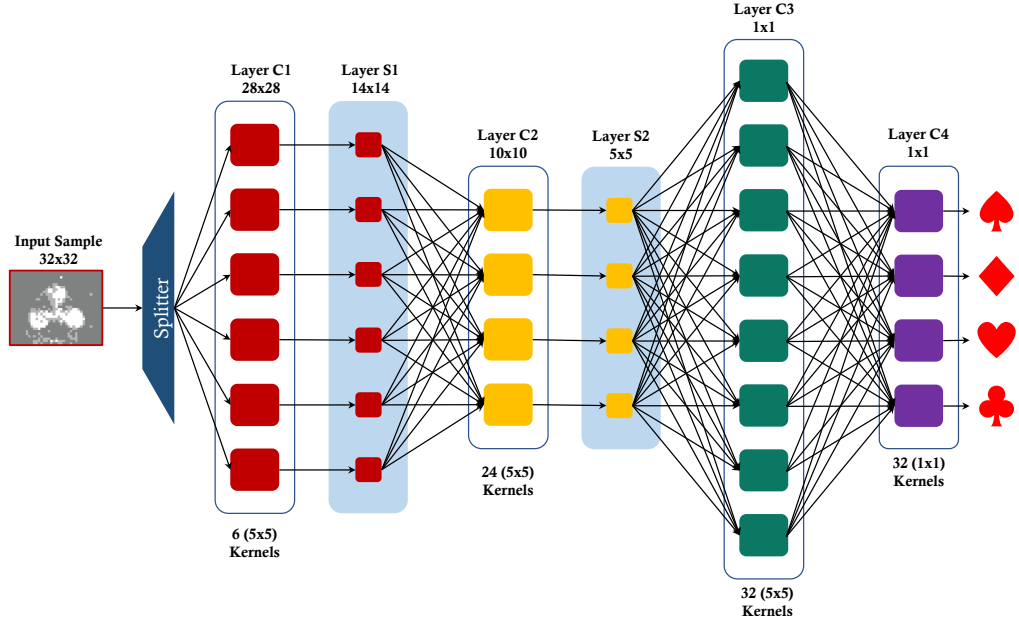 Layer C3
1x1
Layer C1
28x28
Layer S1
14x14
Layer C2
10x10
Layer S2
5x5
Layer C4
1x1
Input Sample
32x32
Splitter
24 (5x5)
Kernels
32 (1x1)
Kernels
6 (5x5)
Kernels
32 (5x5)
Kernels